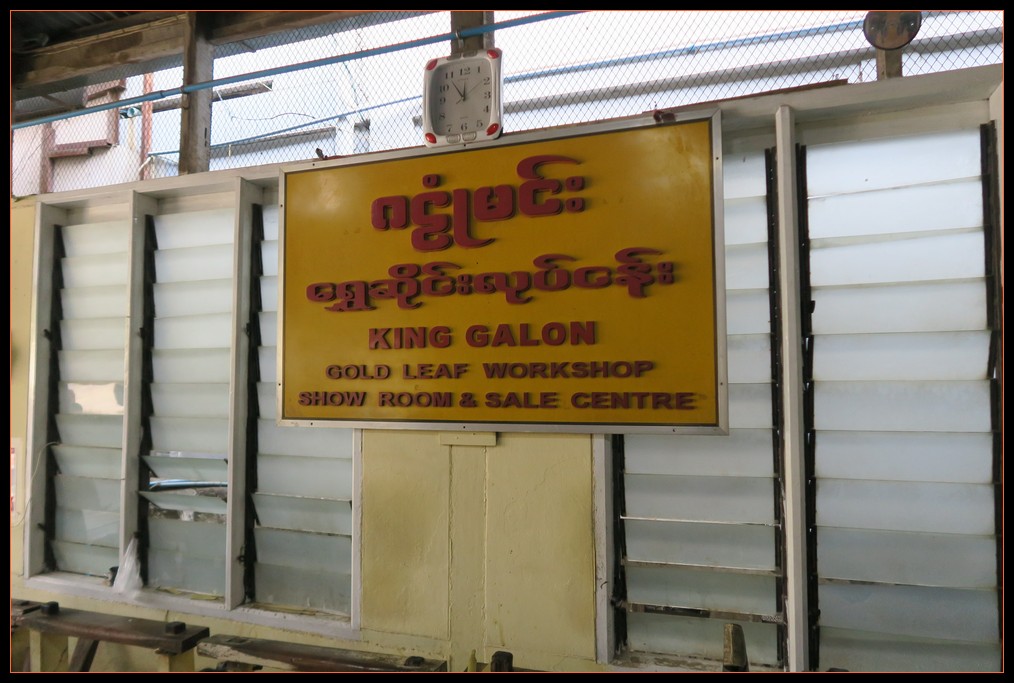 ဂဠုန်မင်း
ရွှေဆိုင်းလုပ်ငန်း
KING GALON
GOLD LEAF WORKSHOP
SHOW ROOM & SALE CENTRE